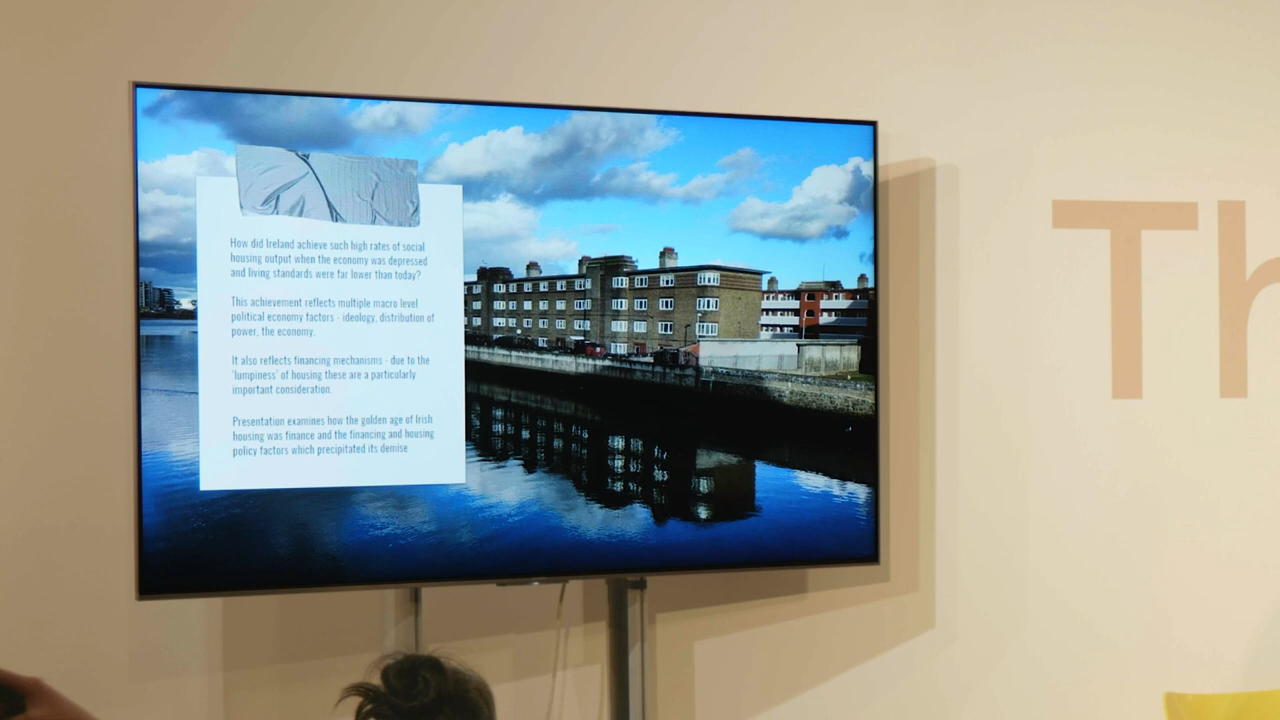 How did Ireland achieve such high rates of social
housing output when the economy was depressed
and living standards were far lower than today?
This achievement reflects multiple macro level
political economy factors - ideology, distribution of
power, the economy.
It also reflects financing mechanisms - due to the
'lumpiness' of housing these are a particularly
important consideration.
Presentation examines how the golden age of Irish
housing was finance and the financing and housing
policy factors which precipitated its demise
Th